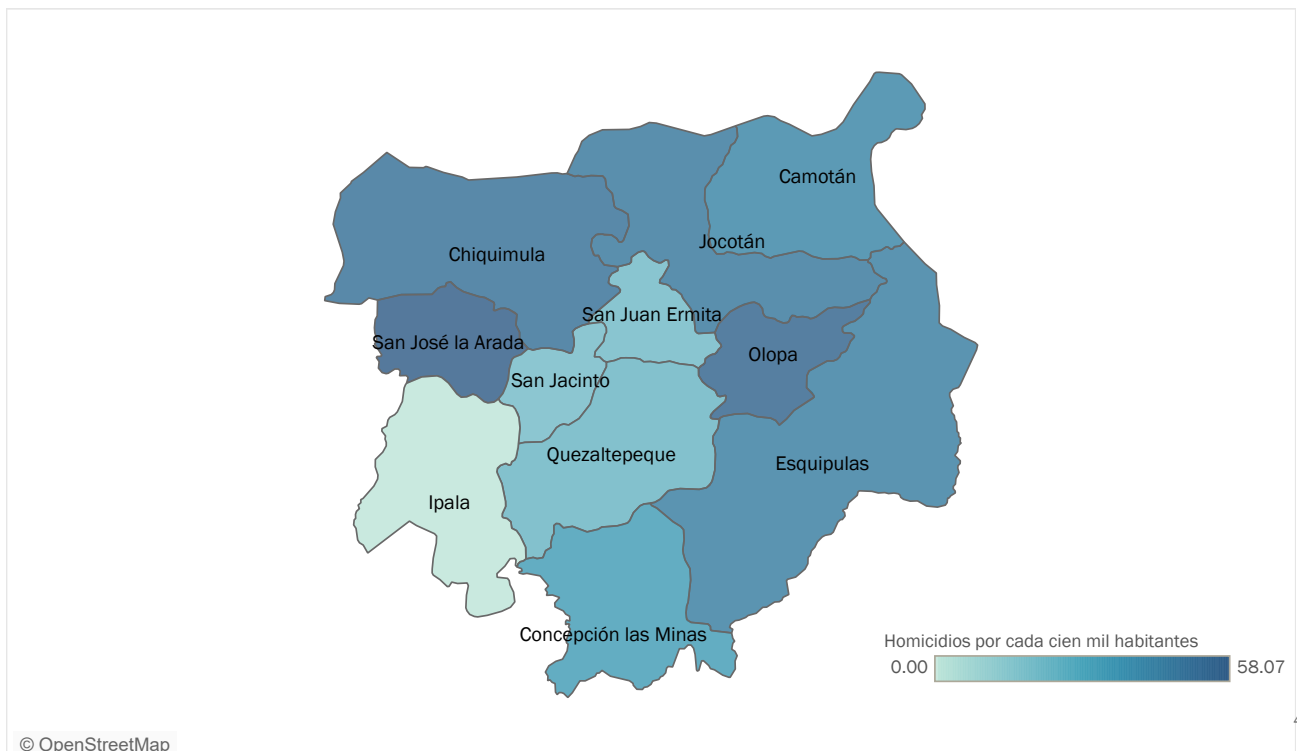 Camotán
Jocotán
Chiquimula
San Juan Ermita
San José la Arada
Olopa
San Jacinto
Quezaltepeque
Esquipulas
Ipala
Concepción las Minas
Homicidios por cada cien mil habitantes
0.00 58.07
© OpenStreetMap